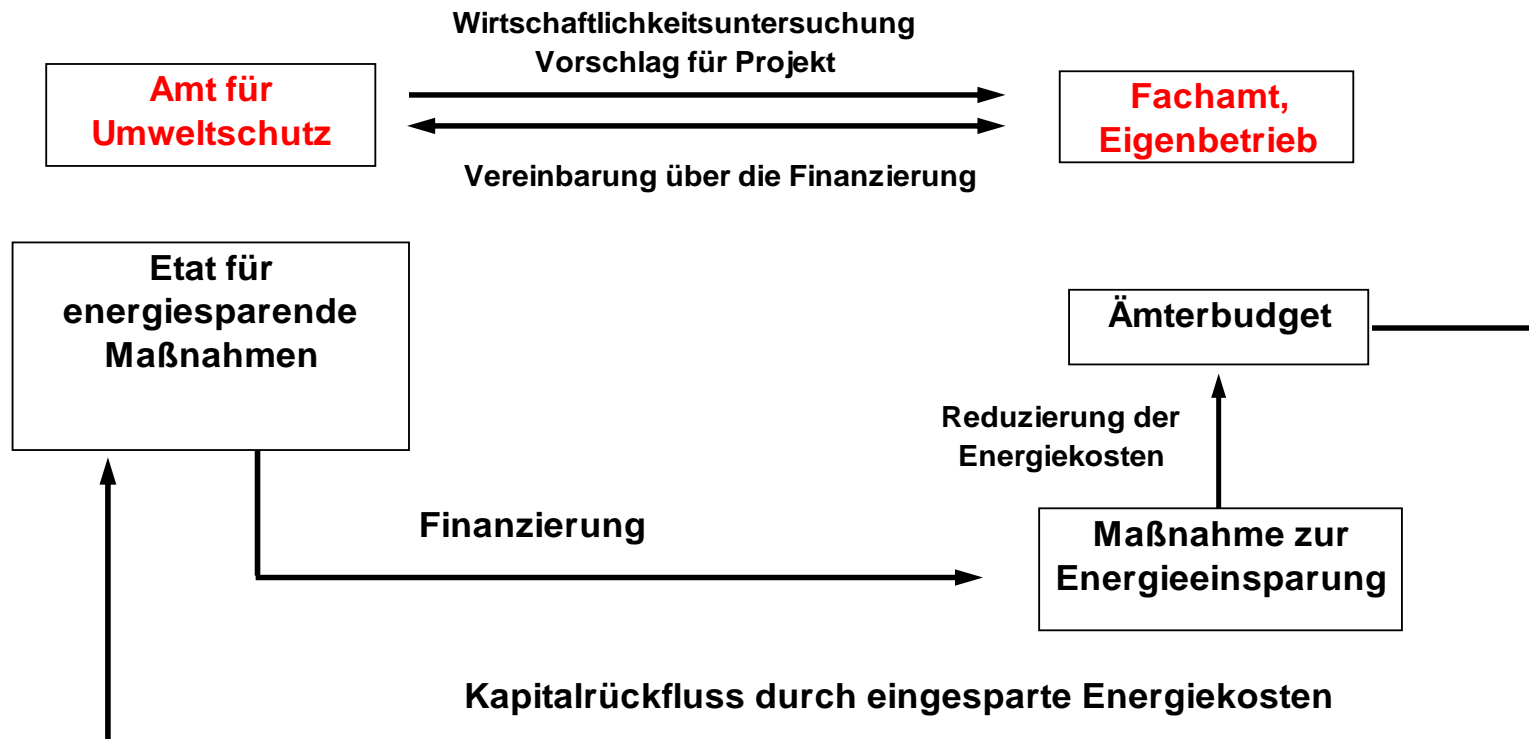 Wirtschaftlichkeitsuntersuchung
Vorschlag für Projekt
Amt für
Umweltschutz
Fachamt,
Eigenbetrieb
Vereinbarung über die Finanzierung
Etat für
energiesparende
Maßnahmen
Ämterbudget
Reduzierung der
Energiekosten
Finanzierung
Maßnahme zur
Energieeinsparung
Kapitalrückfluss durch eingesparte Energiekosten